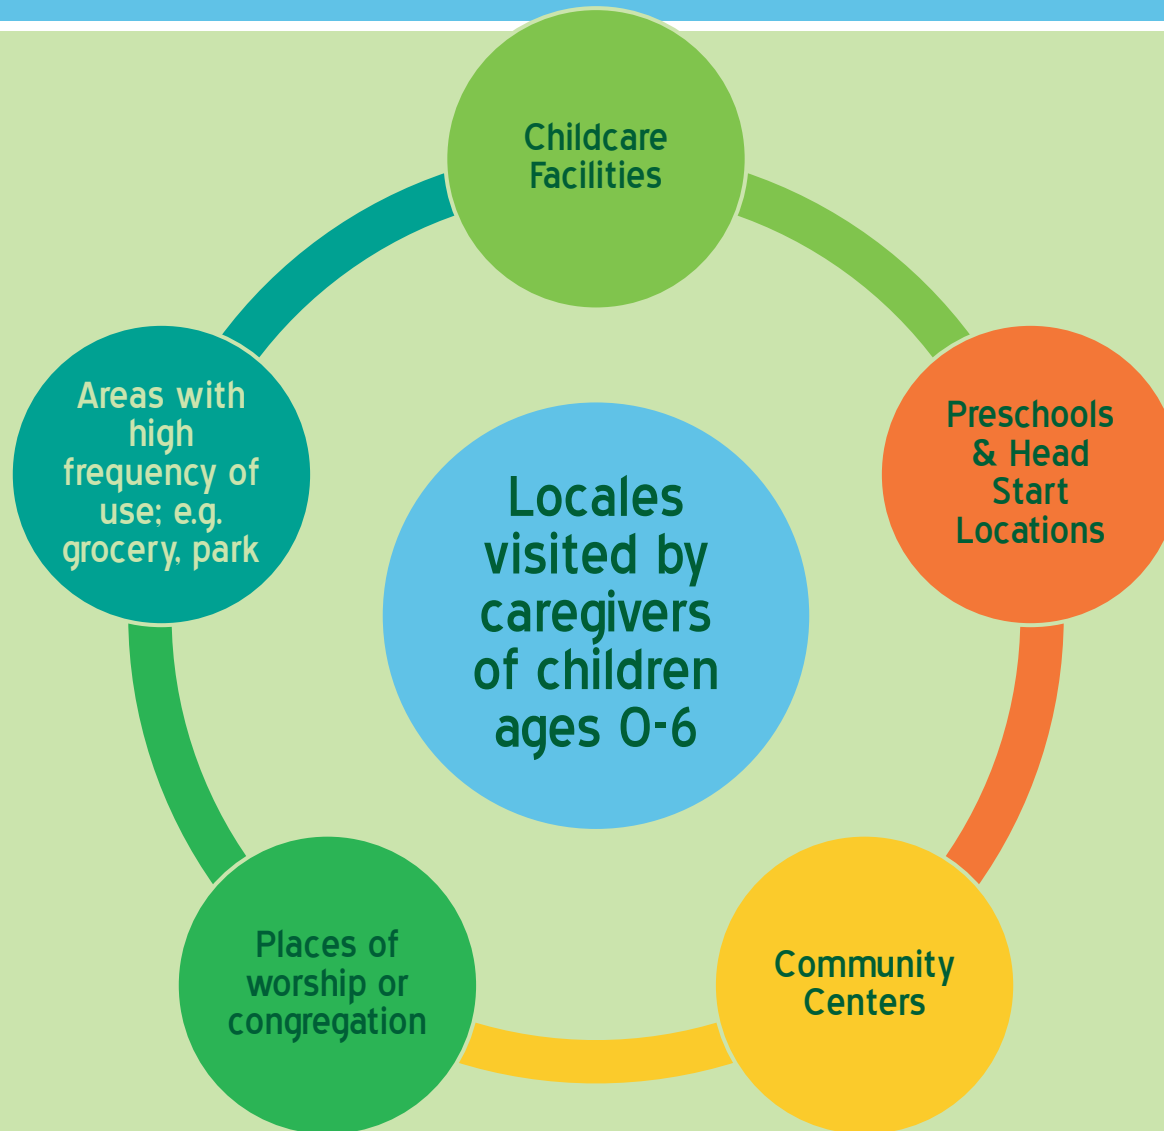 Childcare
Facilities
Preschools
& Head
Start
Locations
Community
Centers
Places of
worship or
congregation
Areas with
high
frequency of
use; e.g.
grocery, park
Locales
visited by
caregivers
of children
ages 0-6